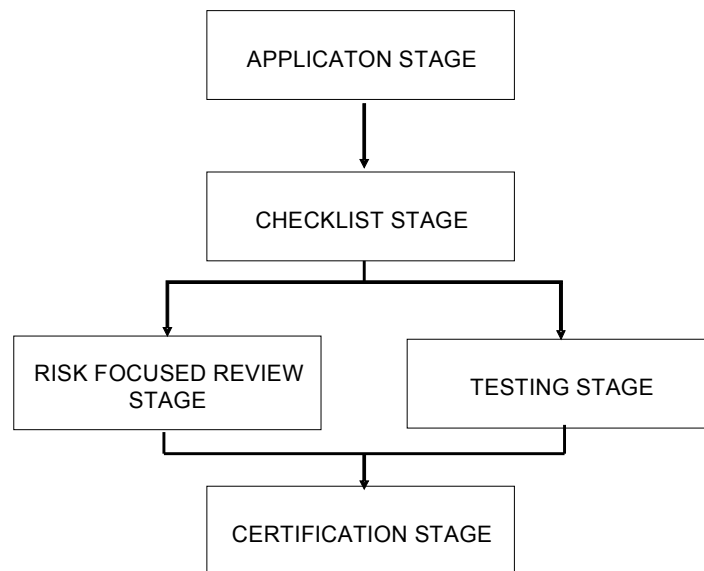 APPLICATON STAGE
CHECKLIST STAGE
RISK FOCUSED REVIEW
STAGE
TESTING STAGE
CERTIFICATION STAGE